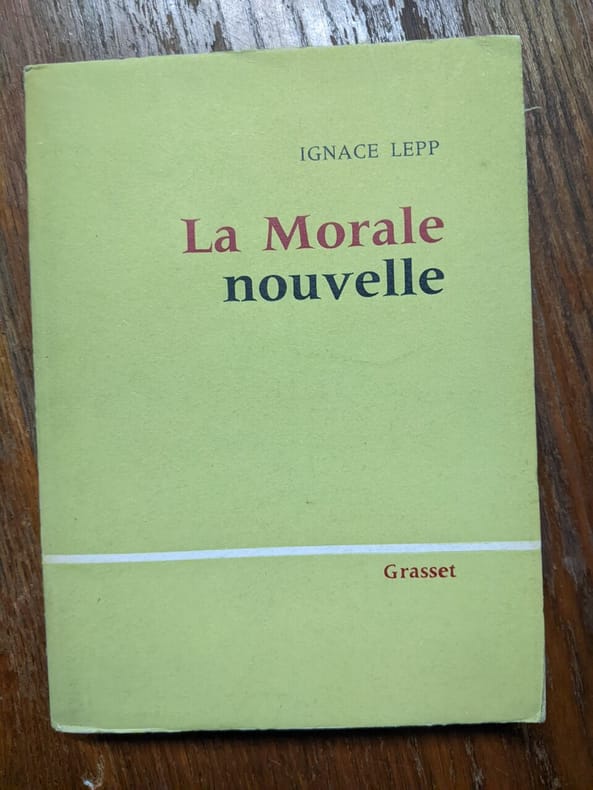 IGNACE LEPP
La Morale
nouvelle
Grasset